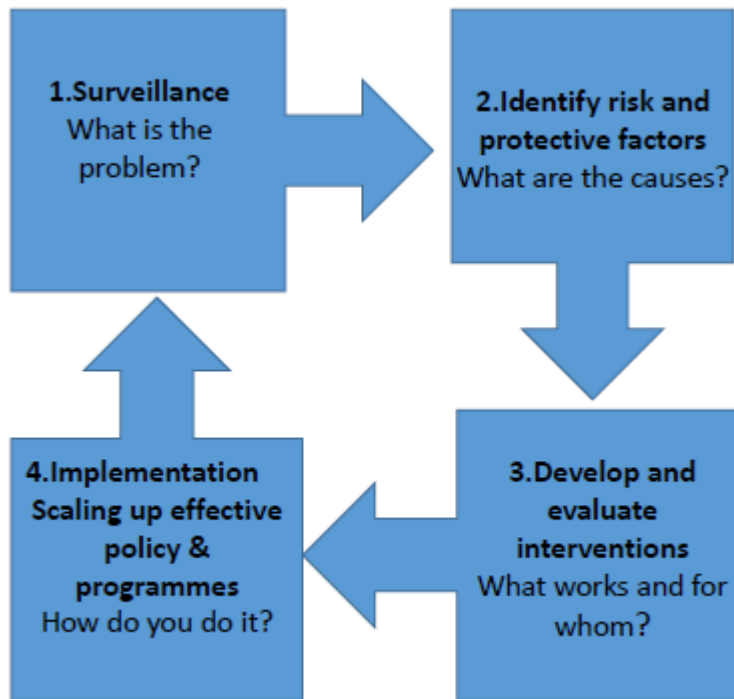 1.Surveillance
What is the
problem?
2.Identify risk and
protective factors
What are the causes?
3.Develop and
evaluate
interventions
What works and for
whom?
4.Implementation
Scaling up effective
policy &
programmes
How do you do it?